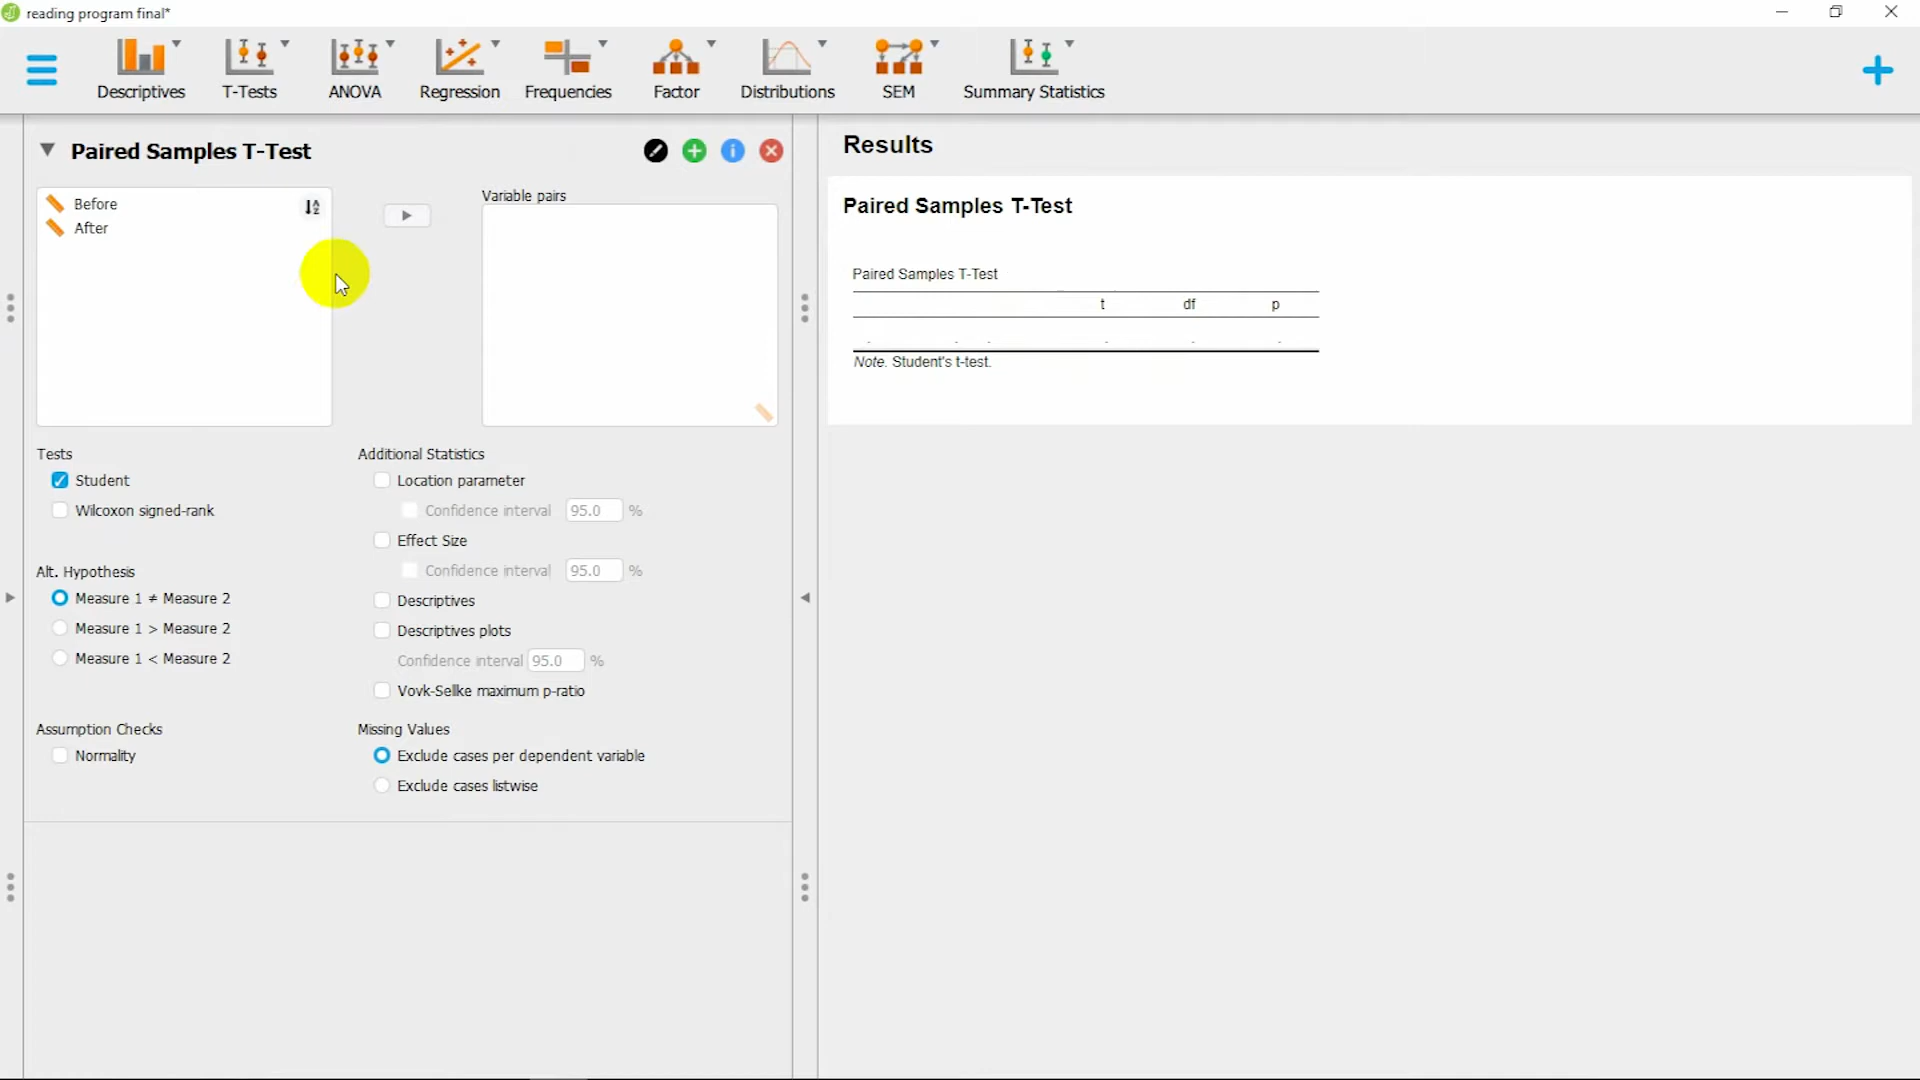 reading program final*
Descriptives
T-Tests
ANOVA
Regression
Frequencies
Factor
Distributions
SEM
Summary Statistics
Paired Samples T-Test
Before
After
Variable pairs
Tests
Student
Wilcoxon signed-rank
Alt. Hypothesis
Measure 1 ≠ Measure 2
Measure 1 > Measure 2
Measure 1 < Measure 2
Assumption Checks
Normality
Additional Statistics
Location parameter
Confidence interval 95.0 %
Effect Size
Confidence interval 95.0 %
Descriptives
Descriptives plots
Confidence interval 95.0 %
Vovk-Sellke maximum p-ratio
Missing Values
Exclude cases per dependent variable
Exclude cases listwise
Results
Paired Samples T-Test
Paired Samples T-Test
t df p
. . . . . .
Note. Student's t-test.